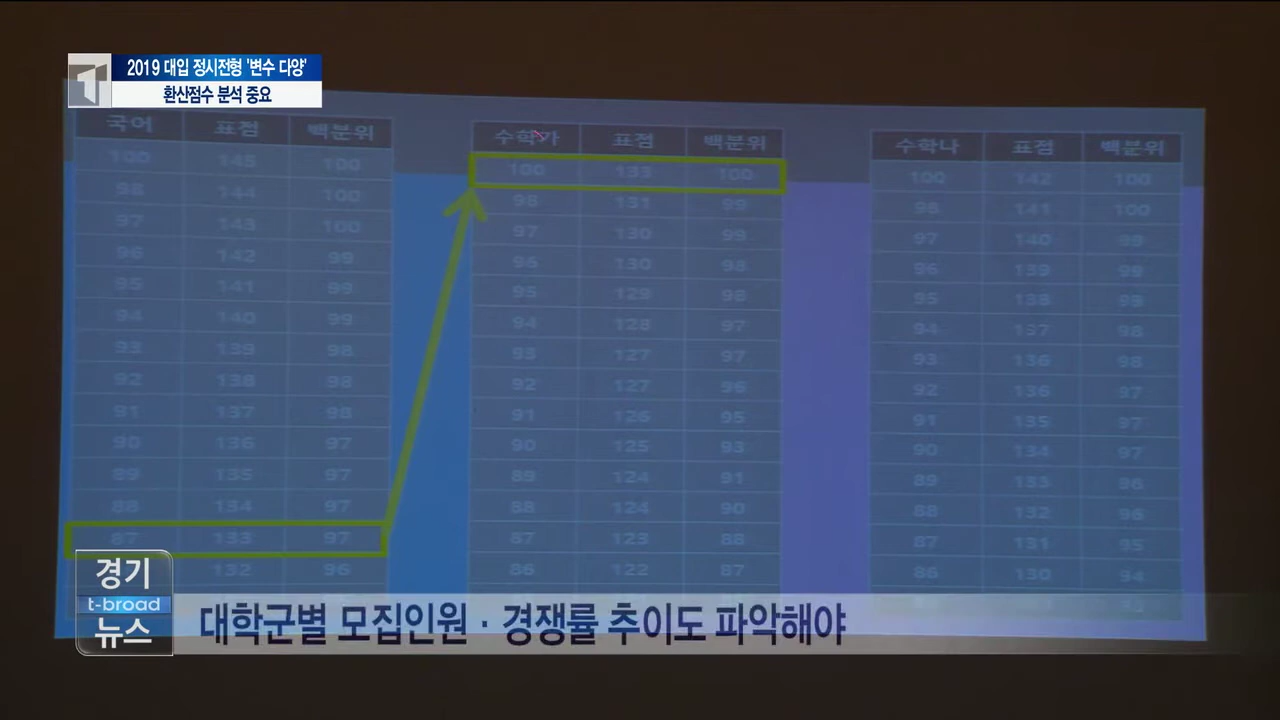 2019 대입 정시전형 '변수 다양'
환산점수 분석 중요
국어 표점 백분위
100 145 100
98 144 100
97 143 100
96 142 99
95 141 99
94 140 99
93 139 98
92 138 98
91 137 98
90 136 97
89 135 97
88 134 97
87 133 97
132 96
수학가 표점 백분위
100 133 100
98 131 99
97 130 99
130
95 129 98
94 128 97
93 127 97
92 127 96
91 126 95
90 125 93
89 124 91
88 124 90
87 123 88
86 122 87
수학나 표점 백분위
100 142 100
98 141 100
97 140 99
96 139 99
95 138
94 137 98
93 136 98
92 136 97
91 135 97
90 134 97
89 133 96
88 132 96
87 131 95
86 130 94
경기
t-broad
뉴스
대학군별 모집인원 · 경쟁률 추이도 파악해야